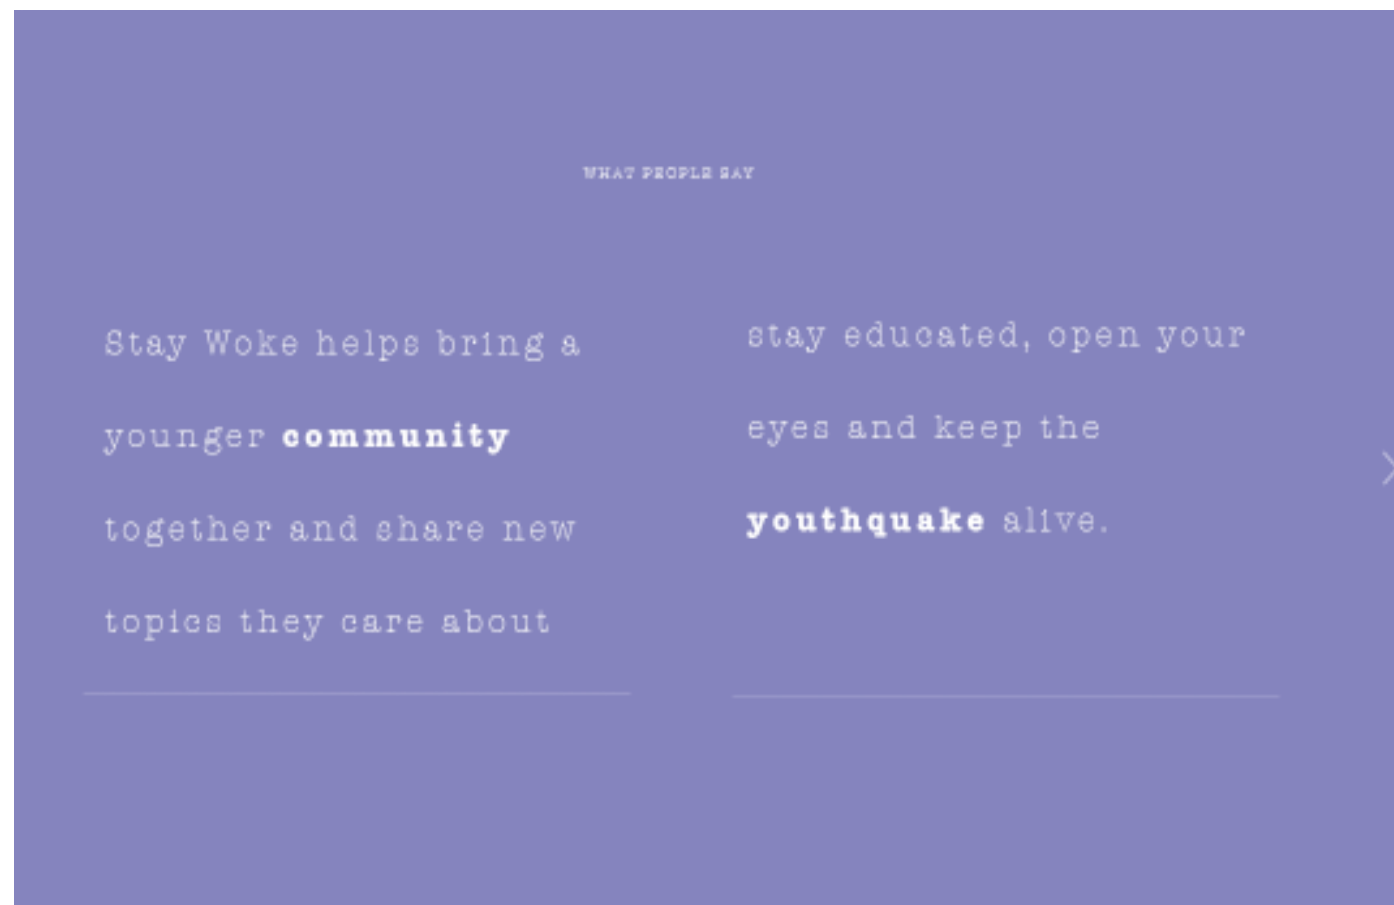 WHAT PEOPLE SAY
Stay Woke helps bring a
younger community
together and share new
topics they care about
stay educated, open your
eyes and keep the
youthquake alive.